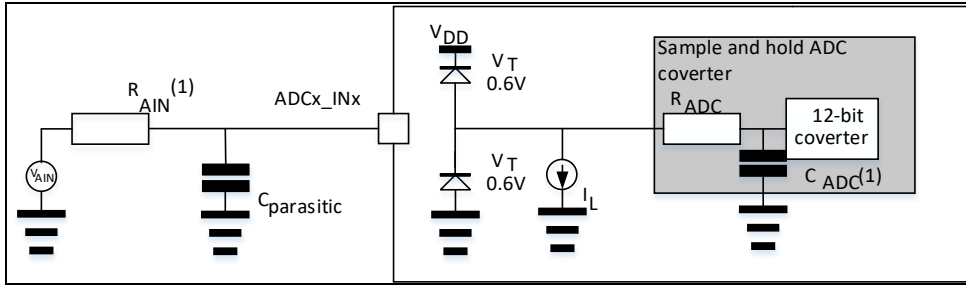 V_DD
V_T
0.6V
Sample and hold ADC
coverter
R_AIN(1)
ADCx_INx
R_ADC
12-bit
coverter
V_AIN
C_parasitic
V_T
0.6V
I_L
C_ADC(1)